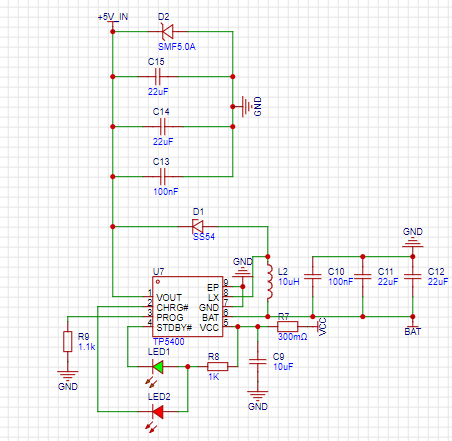 +5V_IN
D2
SMF5.0A
C15
22uF
C14
22uF
GND
C13
100nF
D1
SS54
GND
U7
GND
L2
10uH
C10
100nF
C11
22uF
C12
22uF
9
EP
1
VOUT
LX
8
2
CHRG#
GND
7
3
PROG
BAT
6
4
STDBY#
VCC
5
TP5400
R9
1.1k
GND
R7
300mΩ
VCC
BAT
LED1
R8
1K
C9
10uF
GND
LED2